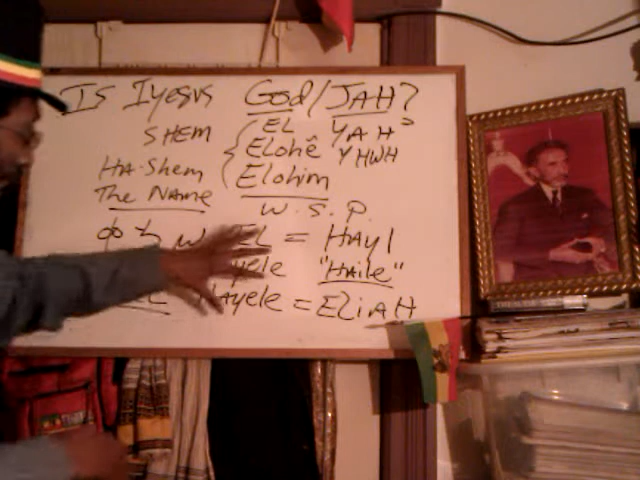 IS IYESUS GOD/JAH?
SHEM { EL YAH
HA-SHEM ELOHÊ YHWH
THE NAME ELOHIM
W. S. P.
EL = HAYL
"HAILE"
HAYELE = ELIAH